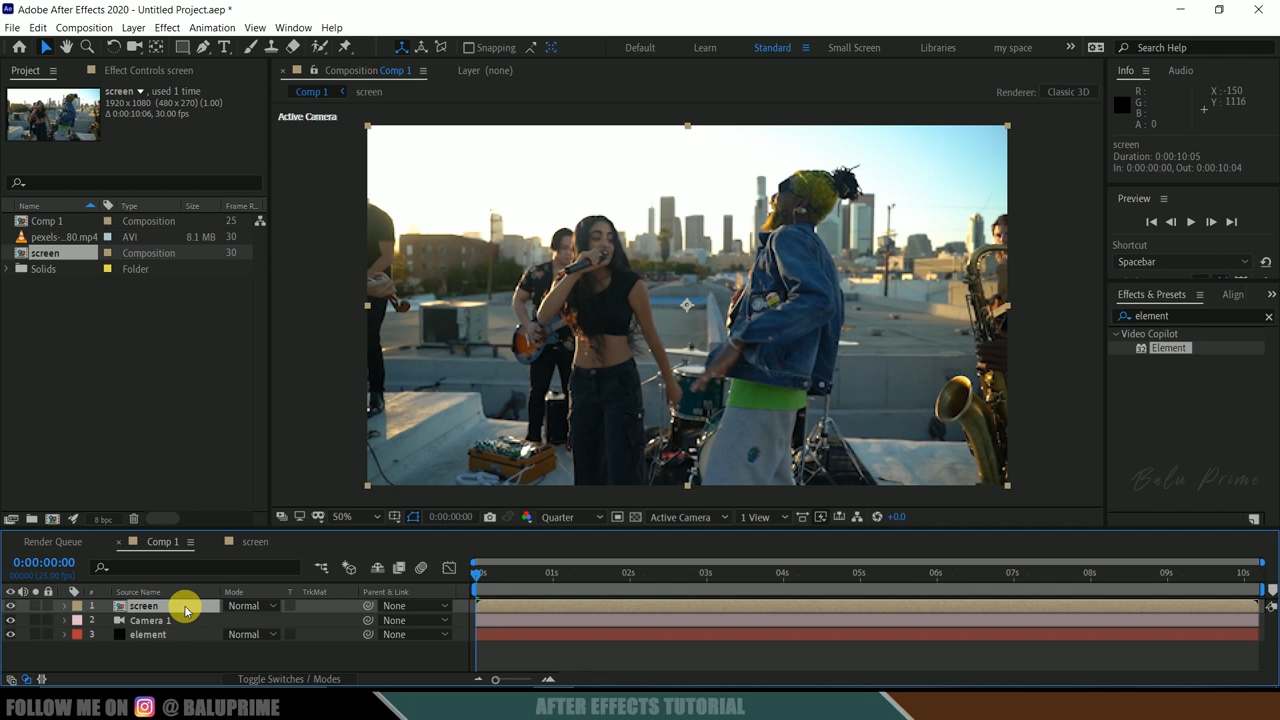 Ae Adobe After Effects 2020 - Untitled Project.aep *
File Edit Composition Layer Effect Animation View Window Help
Snapping Default Learn Standard Small Screen Libraries my space Search Help
Project Effect Controls screen
screen , used 1 time
1920 x 1080 (480 x 270) (1.00)
Δ 0:00:10:06, 30.00 fps
Name Type Size Frame R...
Comp 1 Composition 25
pexels-...80.mp4 AVI 8.1 MB 30
screen Composition 30
Solids Folder
8 bpc
Composition Comp 1 Layer (none)
Comp 1 screen Renderer: Classic 3D
Active Camera
50% 0:00:00:00 Quarter Active Camera 1 View +0.0
Info Audio
R: X: -150
G: Y: 1116
B:
A: 0
screen
Duration: 0:00:10:05
In: 0:00:00:00, Out: 0:00:10:04
Preview
Shortcut
Spacebar
Effects & Presets Align
element
Video Copilot
32 Element
Balu Prime
Render Queue Comp 1 screen
0:00:00:00
00000 (25.00 fps)
# Source Name Mode T TrkMat Parent & Link
1 screen Normal None
2 Camera 1 None
3 element Normal None
:00s 01s 02s 03s 04s 05s 06s 07s 08s 09s 10s
Toggle Switches / Modes
FOLLOW ME ON @ BALUPRIME AFTER EFFECTS TUTORIAL